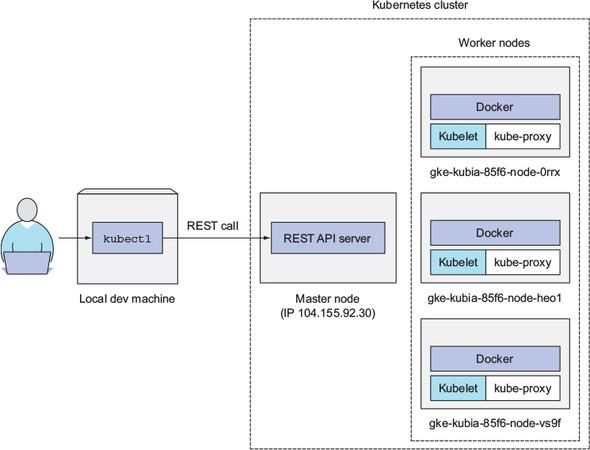 Kubernetes cluster
Worker nodes
Docker
Kubelet
kube-proxy
gke-kubia-85f6-node-0rrx
kubectl
REST call
REST API server
Local dev machine
Master node
(IP 104.155.92.30)
Docker
Kubelet
kube-proxy
gke-kubia-85f6-node-heo1
Docker
Kubelet
kube-proxy
gke-kubia-85f6-node-vs9f